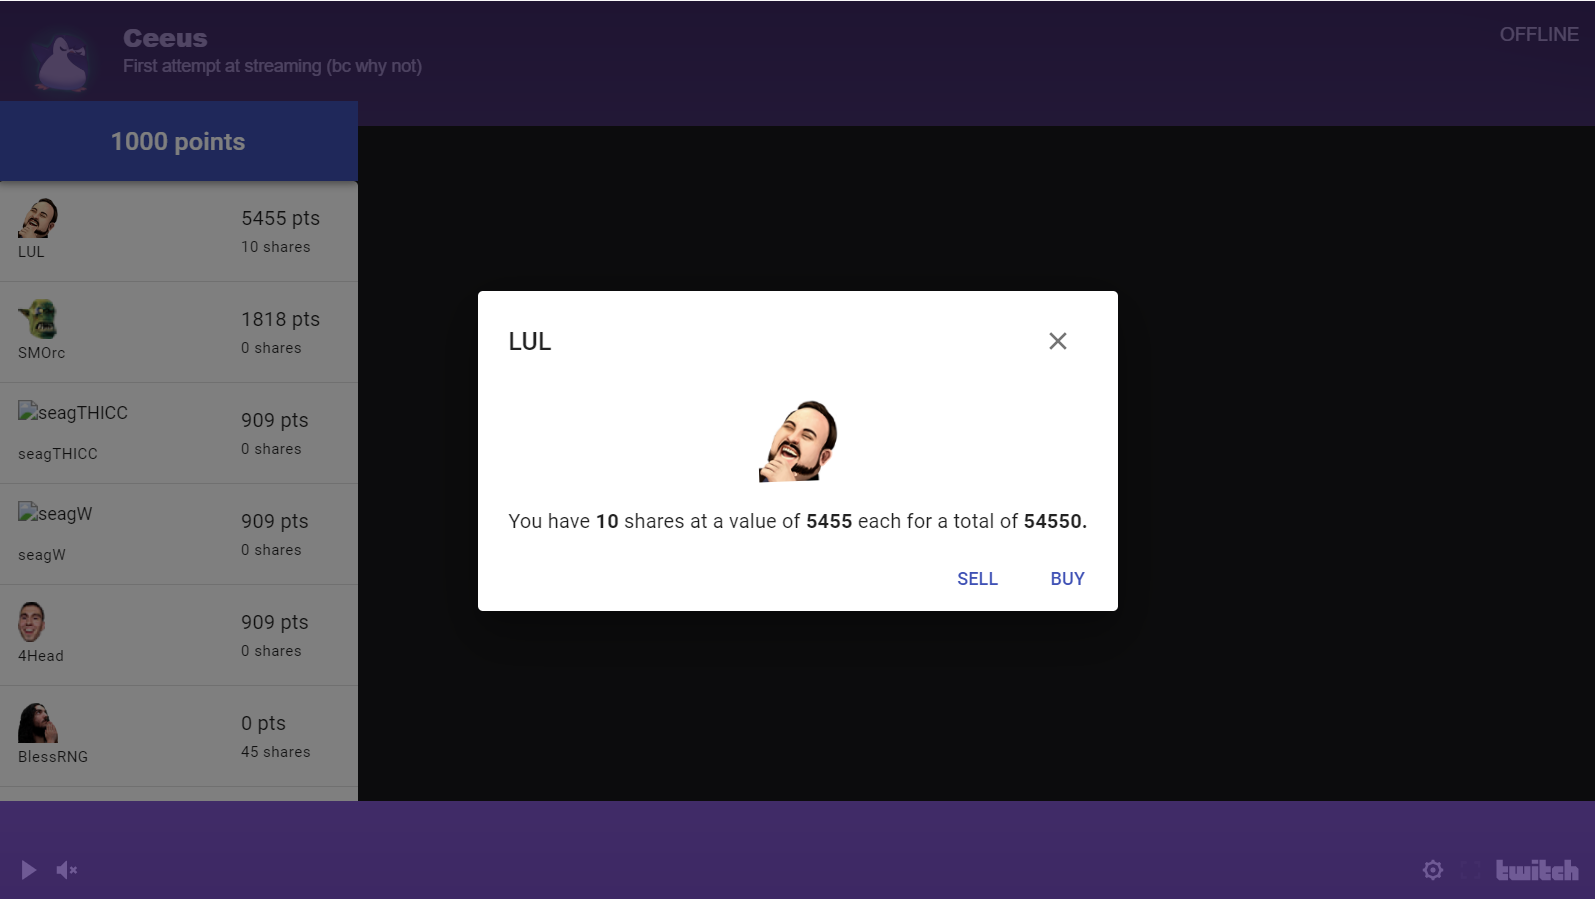 Ceeus
First attempt at streaming (bc why not)
OFFLINE
1000 points
LUL
5455 pts
10 shares
SMOrc
1818 pts
0 shares
seagTHICC
seagTHICC
909 pts
0 shares
seagW
seagW
909 pts
0 shares
4Head
909 pts
0 shares
BlessRNG
0 pts
45 shares
LUL
You have 10 shares at a value of 5455 each for a total of 54550.
SELL BUY
twitch